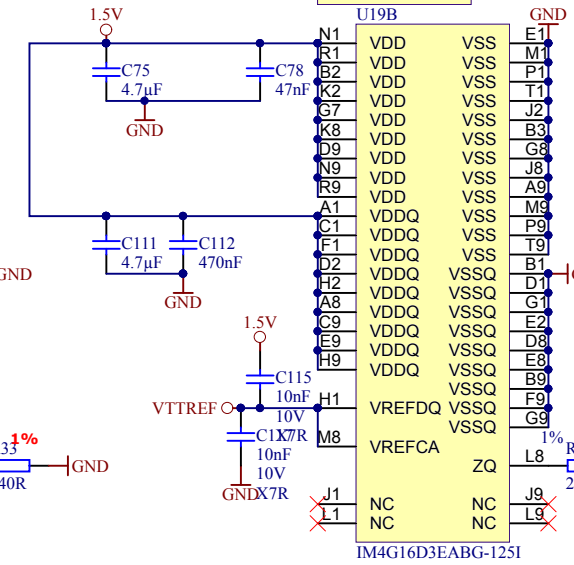 1.5V
U19B
GND
N1 VDD VSS E1
R1 VDD VSS M1
B2 VDD VSS P1
K2 VDD VSS T1
G7 VDD VSS J2
K8 VDD VSS B3
D9 VDD VSS G8
N9 VDD VSS J8
R9 VDD VSS A9
A1 VDDQ VSS M9
C1 VDDQ VSS P9
F1 VDDQ VSS T9
D2 VDDQ VSSQ B1
H2 VDDQ VSSQ D1
A8 VDDQ VSSQ G1
C9 VDDQ VSSQ E2
E9 VDDQ VSSQ D8
H9 VDDQ VSSQ E8
VSSQ B9
H1 VREFDQ VSSQ F9
VSSQ G9
M8 VREFCA
ZQ L8
J1 NC NC J9
L1 NC NC L9
IM4G16D3EABG-125I
C75
4.7µF
C78
47nF
GND
C111
4.7µF
C112
470nF
GND
GND
1.5V
C115
10nF
10V
X7R
VTTREF
C117
10nF
10V
X7R
GND
1%
33
40R
GND
1%
R
2